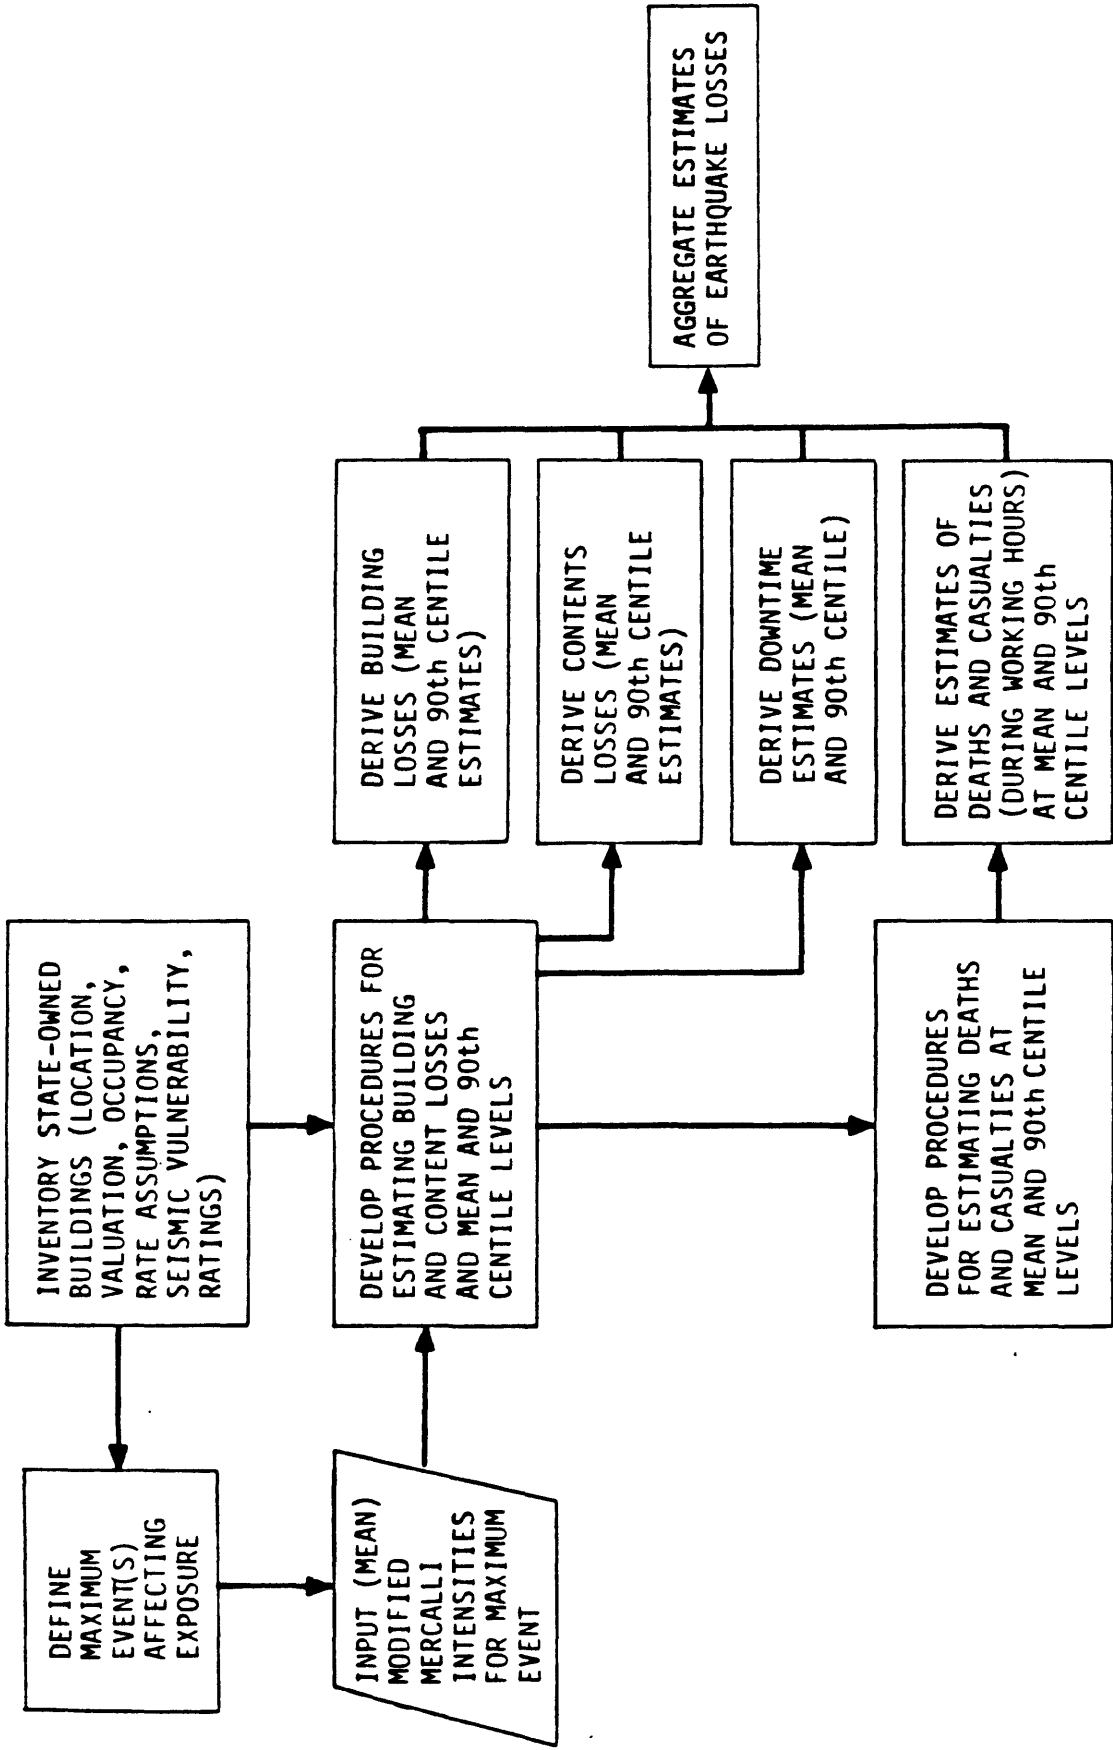 DEFINE
MAXIMUM
EVENT(S)
AFFECTING
EXPOSURE
INVENTORY STATE-OWNED
BUILDINGS (LOCATION,
VALUATION, OCCUPANCY,
RATE ASSUMPTIONS,
SEISMIC VULNERABILITY,
RATINGS)
INPUT (MEAN)
MODIFIED
MERCALLI
INTENSITIES
FOR MAXIMUM
EVENT
DEVELOP PROCEDURES FOR
ESTIMATING BUILDING
AND CONTENT LOSSES
AND MEAN AND 90th
CENTILE LEVELS
DERIVE BUILDING
LOSSES (MEAN
AND 90th CENTILE
ESTIMATES)
DERIVE CONTENTS
LOSSES (MEAN
AND 90th CENTILE
ESTIMATES)
DERIVE DOWNTIME
ESTIMATES (MEAN
AND 90th CENTILE)
DEVELOP PROCEDURES
FOR ESTIMATING DEATHS
AND CASUALTIES AT
MEAN AND 90th CENTILE
LEVELS
DERIVE ESTIMATES OF
DEATHS AND CASUALTIES
(DURING WORKING HOURS)
AT MEAN AND 90th
CENTILE LEVELS
AGGREGATE ESTIMATES
OF EARTHQUAKE LOSSES